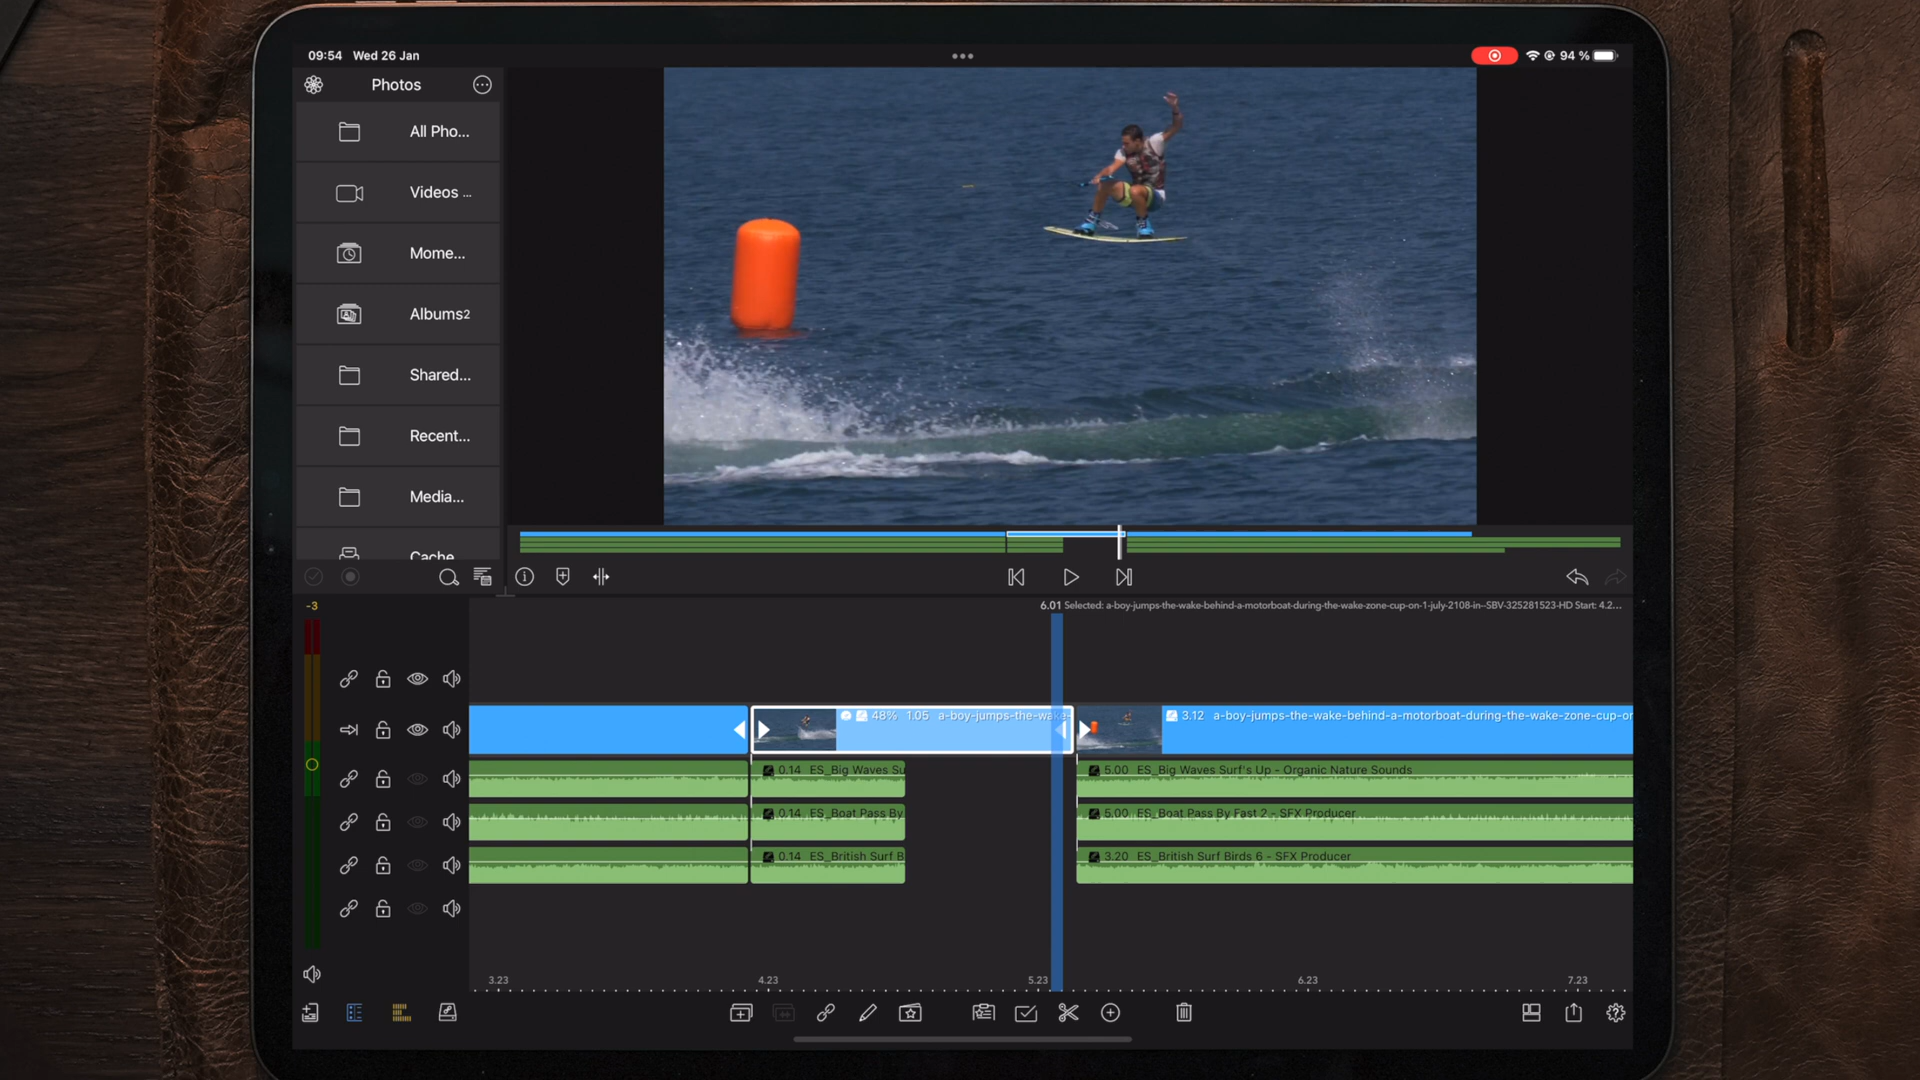 09:54 Wed 26 Jan
94 %
Photos
All Pho...
Videos ...
Mome...
Albums2
Shared...
Recent...
Media...
Cache
-3
6.01 Selected: a-boy-jumps-the-wake-behind-a-motorboat-during-the-wake-zone-cup-on-1-july-2108-in--SBV-325281523-HD Start: 4.2...
48% 1.05 a-boy-jumps-the-wake-
3.12 a-boy-jumps-the-wake-behind-a-motorboat-during-the-wake-zone-cup-or
0.14 ES_Big Waves Su
5.00 ES_Big Waves Surf's Up - Organic Nature Sounds
0.14 ES_Boat Pass By
5.00 ES_Boat Pass By Fast 2 - SFX Producer
0.14 ES_British Surf B
3.20 ES_British Surf Birds 6 - SFX Producer
3.23 4.23 5.23 6.23 7.23